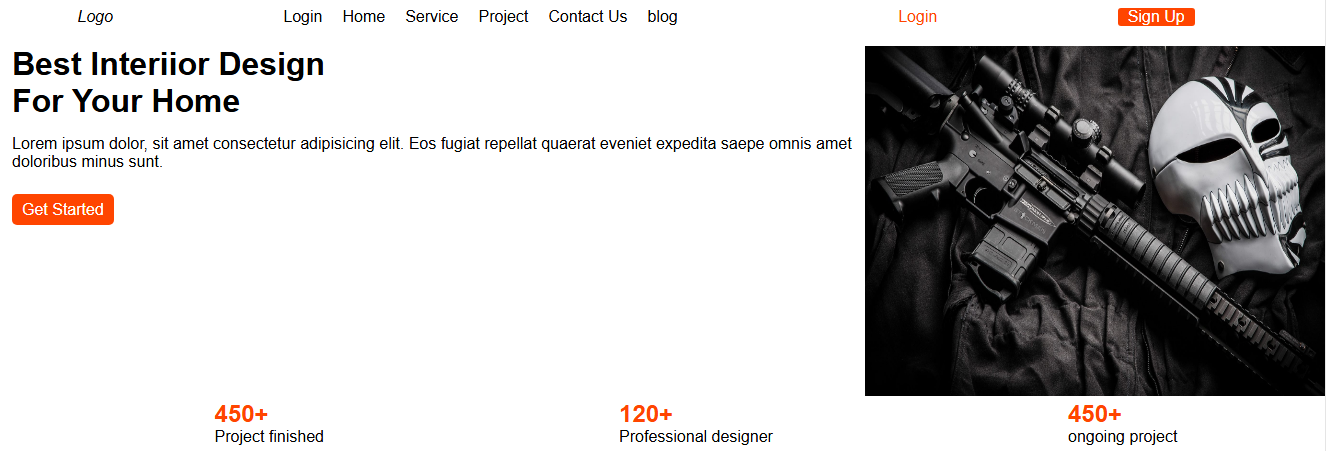 Logo Login Home Service Project Contact Us blog Login Sign Up
Best Interiior Design
For Your Home
Lorem ipsum dolor, sit amet consectetur adipisicing elit. Eos fugiat repellat quaerat eveniet expedita saepe omnis amet
doloribus minus sunt.
Get Started
450+ 120+ 450+
Project finished Professional designer ongoing project